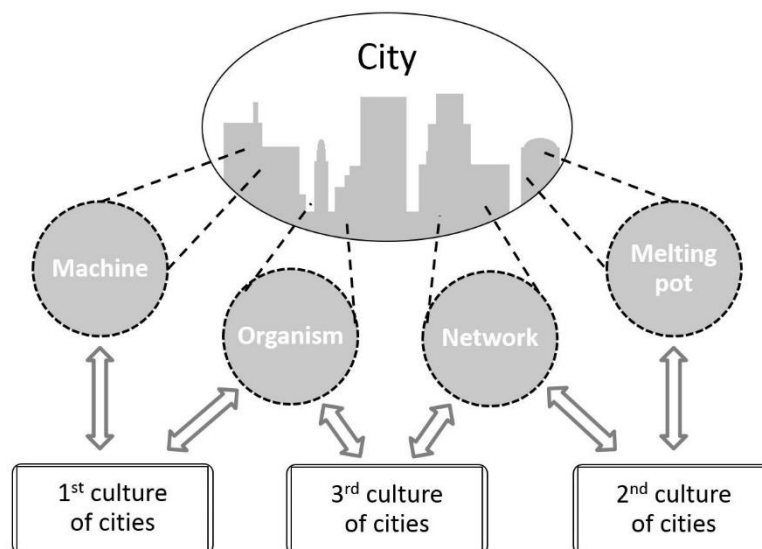 City
Machine
Organism
Network
Melting
pot
1st culture
of cities
3rd culture
of cities
2nd culture
of cities